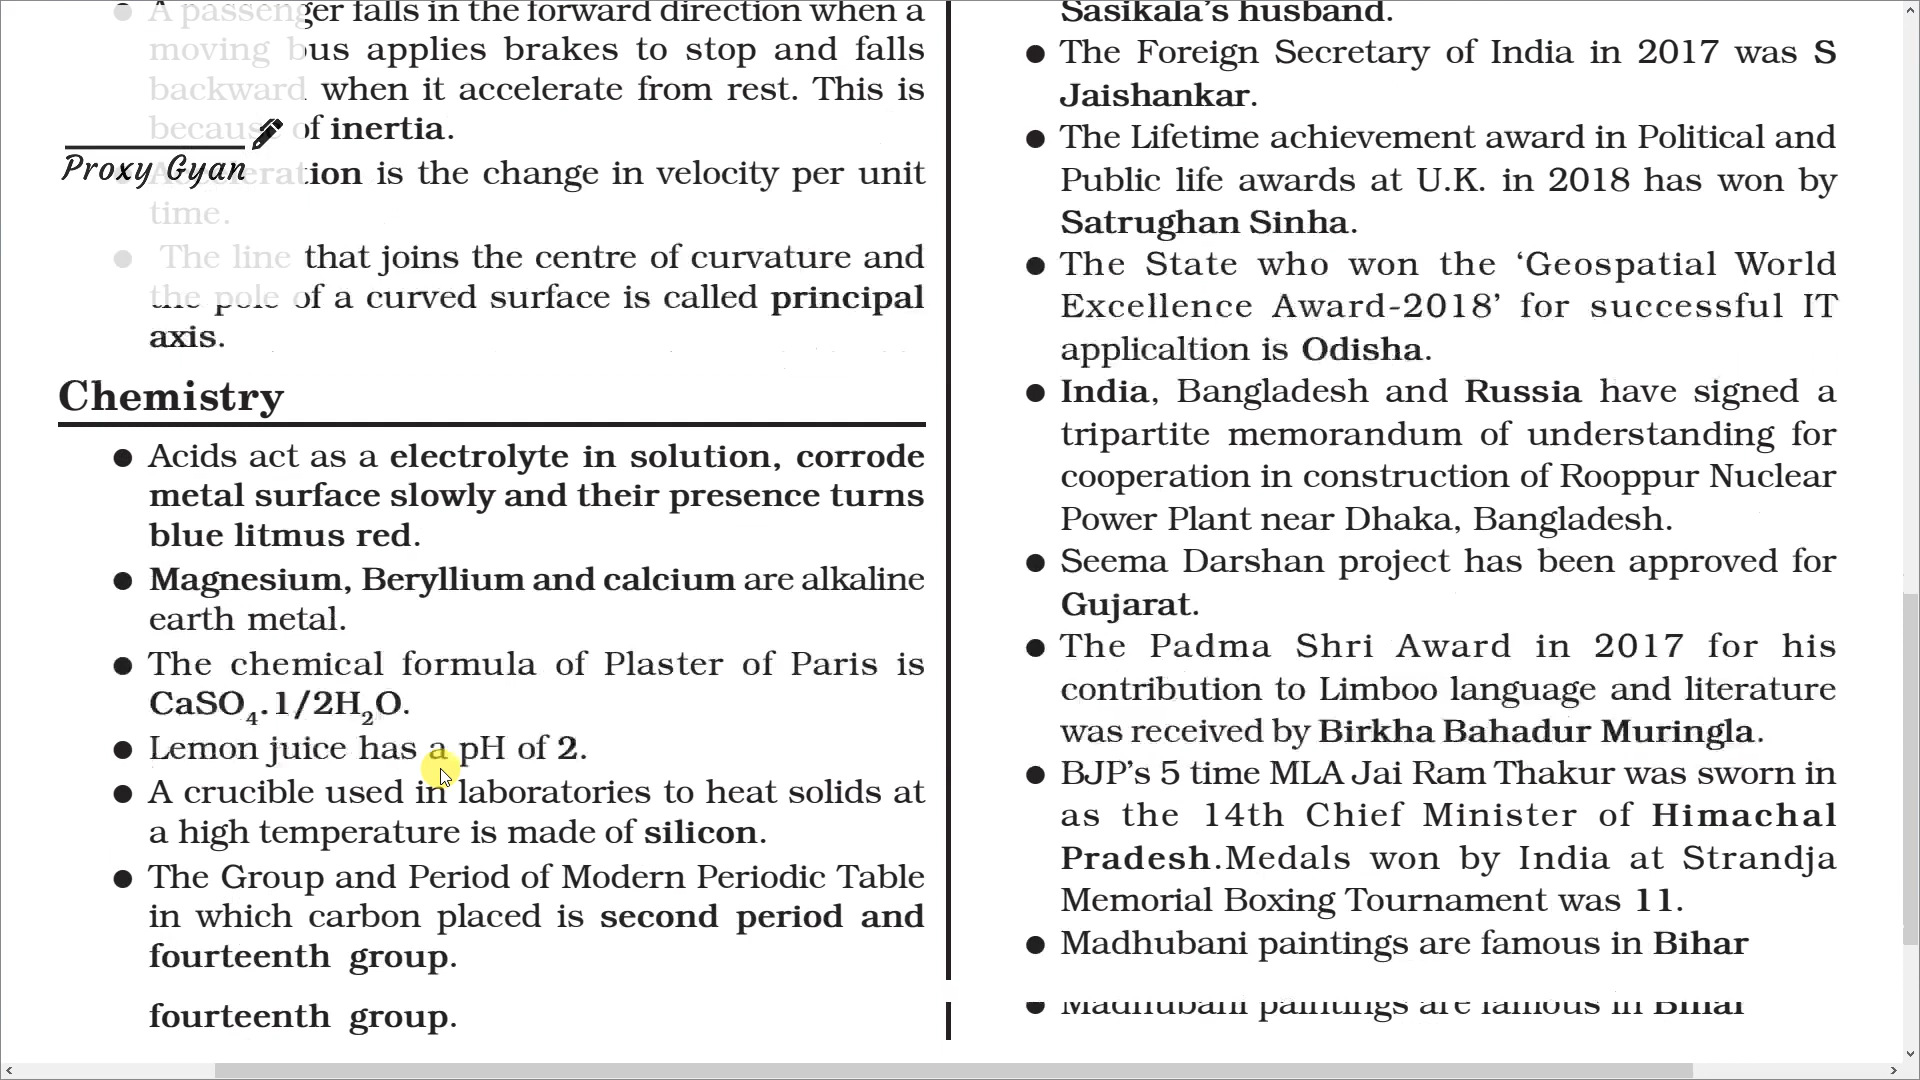 ● A passenger falls in the forward direction when a
moving bus applies brakes to stop and falls
backward when it accelerate from rest. This is
because of inertia.
Proxy Gyan
● Acceleration is the change in velocity per unit
time.
● The line that joins the centre of curvature and
the pole of a curved surface is called principal
axis.
Chemistry
● Acids act as a electrolyte in solution, corrode
metal surface slowly and their presence turns
blue litmus red.
● Magnesium, Beryllium and calcium are alkaline
earth metal.
● The chemical formula of Plaster of Paris is
CaSO₄.1/2H₂O.
● Lemon juice has a pH of 2.
● A crucible used in laboratories to heat solids at
a high temperature is made of silicon.
● The Group and Period of Modern Periodic Table
in which carbon placed is second period and
fourteenth group.
fourteenth group.
Sasikala's husband.
● The Foreign Secretary of India in 2017 was S
Jaishankar.
● The Lifetime achievement award in Political and
Public life awards at U.K. in 2018 has won by
Satrughan Sinha.
● The State who won the ‘Geospatial World
Excellence Award-2018’ for successful IT
applicaltion is Odisha.
● India, Bangladesh and Russia have signed a
tripartite memorandum of understanding for
cooperation in construction of Rooppur Nuclear
Power Plant near Dhaka, Bangladesh.
● Seema Darshan project has been approved for
Gujarat.
● The Padma Shri Award in 2017 for his
contribution to Limboo language and literature
was received by Birkha Bahadur Muringla.
● BJP's 5 time MLA Jai Ram Thakur was sworn in
as the 14th Chief Minister of Himachal
Pradesh.Medals won by India at Strandja
Memorial Boxing Tournament was 11.
● Madhubani paintings are famous in Bihar
● Madhubani paintings are famous in Bihar